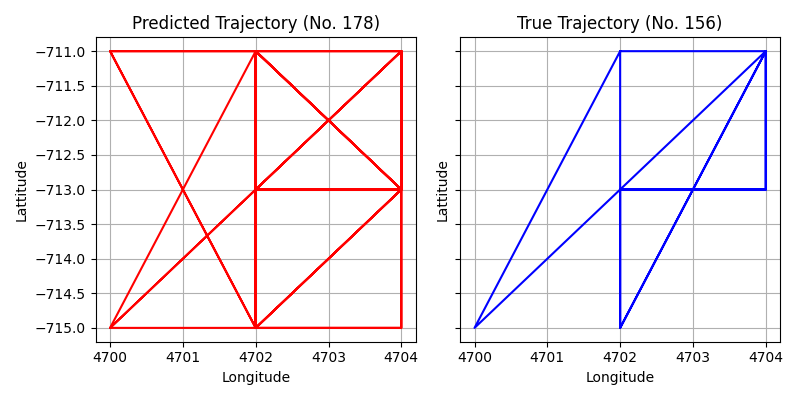 Predicted Trajectory (No. 178)
True Trajectory (No. 156)
−711.0
−711.5
−712.0
−712.5
−713.0
−713.5
−714.0
−714.5
−715.0
Lattitude
Lattitude
4700 4701 4702 4703 4704
4700 4701 4702 4703 4704
Longitude
Longitude